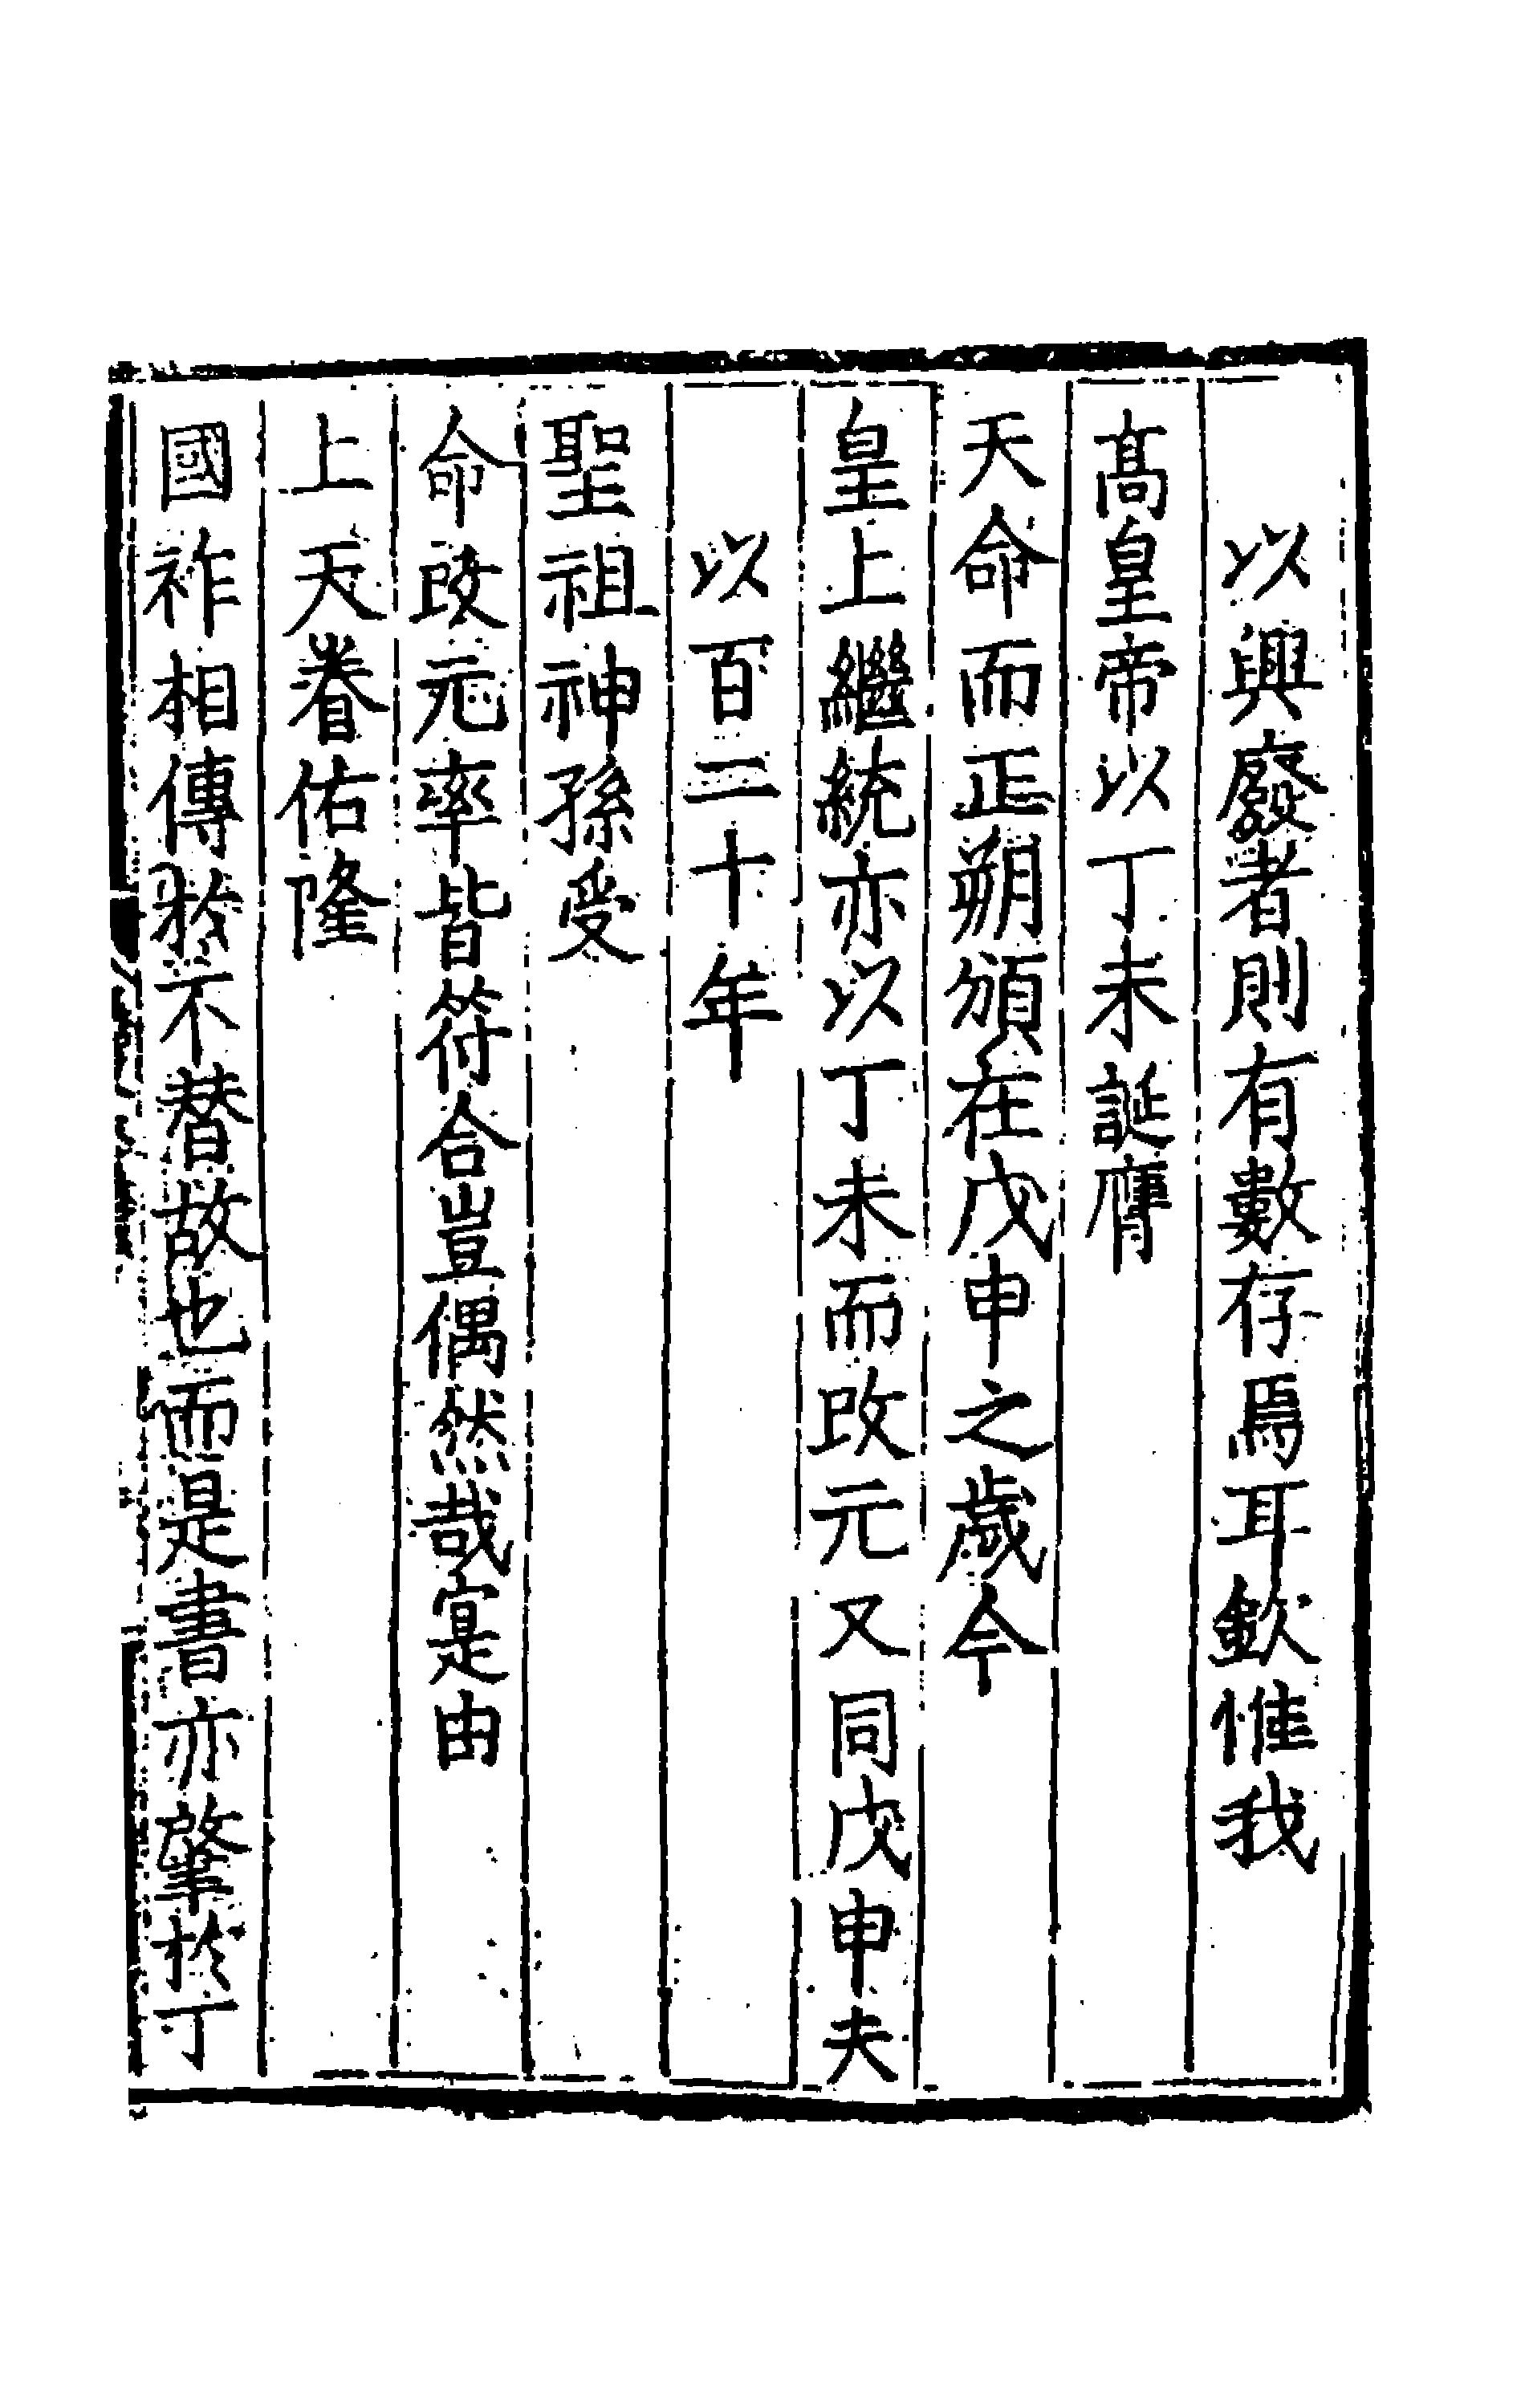 以興廢者則有數存焉耳欽惟我
高皇帝以丁未誕膺
天命而正朔頒在戊申之歲今
皇上繼統亦以丁未而改元又同戊申夫
以百二十年
聖祖神孫受
命改元率皆符合豈偶然哉寔由
上天眷佑隆
國祚相傳於不替故也而是書亦肇於丁